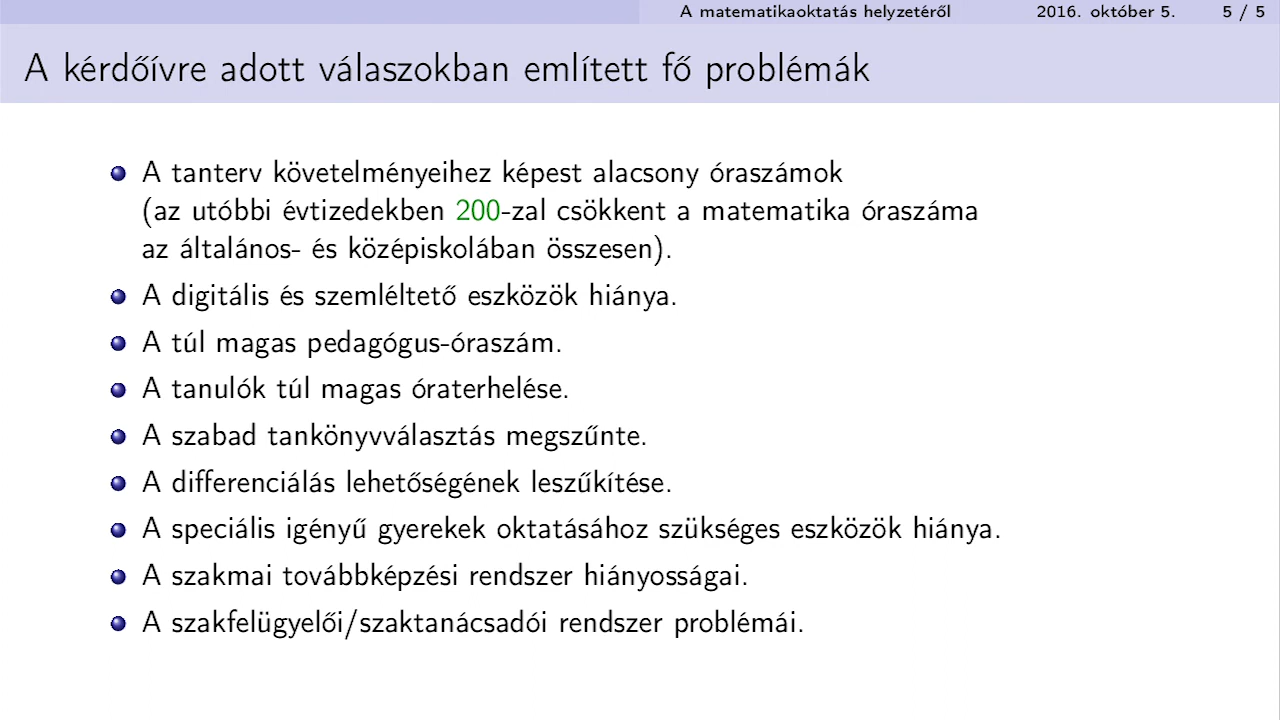 A matematikaoktatás helyzetéről 2016. október 5. 5 / 5
A kérdőívre adott válaszokban említett fő problémák
A tanterv követelményeihez képest alacsony óraszámok
(az utóbbi évtizedekben 200-zal csökkent a matematika óraszáma
az általános- és középiskolában összesen).
A digitális és szemléltető eszközök hiánya.
A túl magas pedagógus-óraszám.
A tanulók túl magas óraterhelése.
A szabad tankönyvválasztás megszűnte.
A differenciálás lehetőségének leszűkítése.
A speciális igényű gyerekek oktatásához szükséges eszközök hiánya.
A szakmai továbbképzési rendszer hiányosságai.
A szakfelügyelői/szaktanácsadói rendszer problémái.